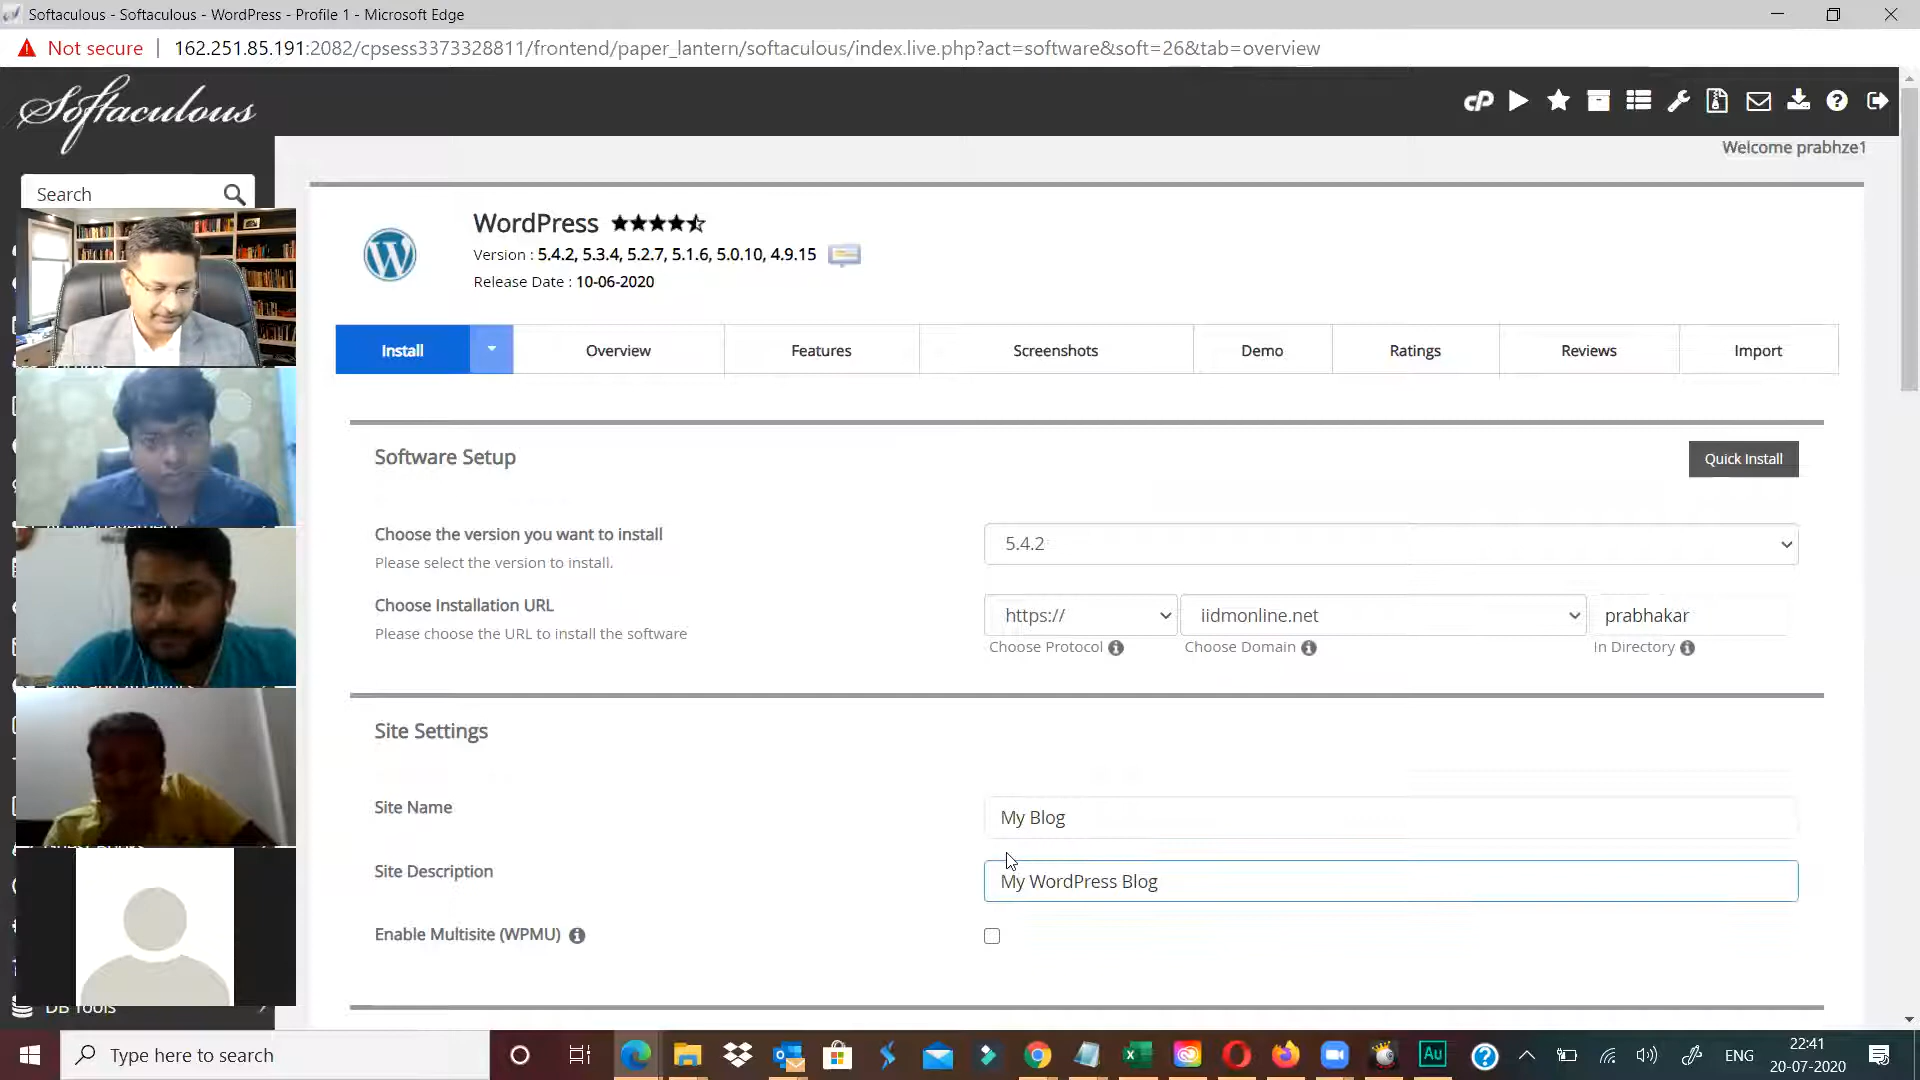 Softaculous - Softaculous - WordPress - Profile 1 - Microsoft Edge
Not secure | 162.251.85.191:2082/cpsess3373328811/frontend/paper_lantern/softaculous/index.live.php?act=software&soft=26&tab=overview
Softaculous
cP
Welcome prabhze1
Search
WordPress
Version : 5.4.2, 5.3.4, 5.2.7, 5.1.6, 5.0.10, 4.9.15
Release Date : 10-06-2020
Install Overview Features Screenshots Demo Ratings Reviews Import
Software Setup
Quick Install
Choose the version you want to install
Please select the version to install.
5.4.2
Choose Installation URL
Please choose the URL to install the software
https:// iidmonline.net prabhakar
Choose Protocol Choose Domain In Directory
Site Settings
Site Name
My Blog
Site Description
My WordPress Blog
Enable Multisite (WPMU)
DB Tools
Type here to search
Au
ENG
22:41
20-07-2020